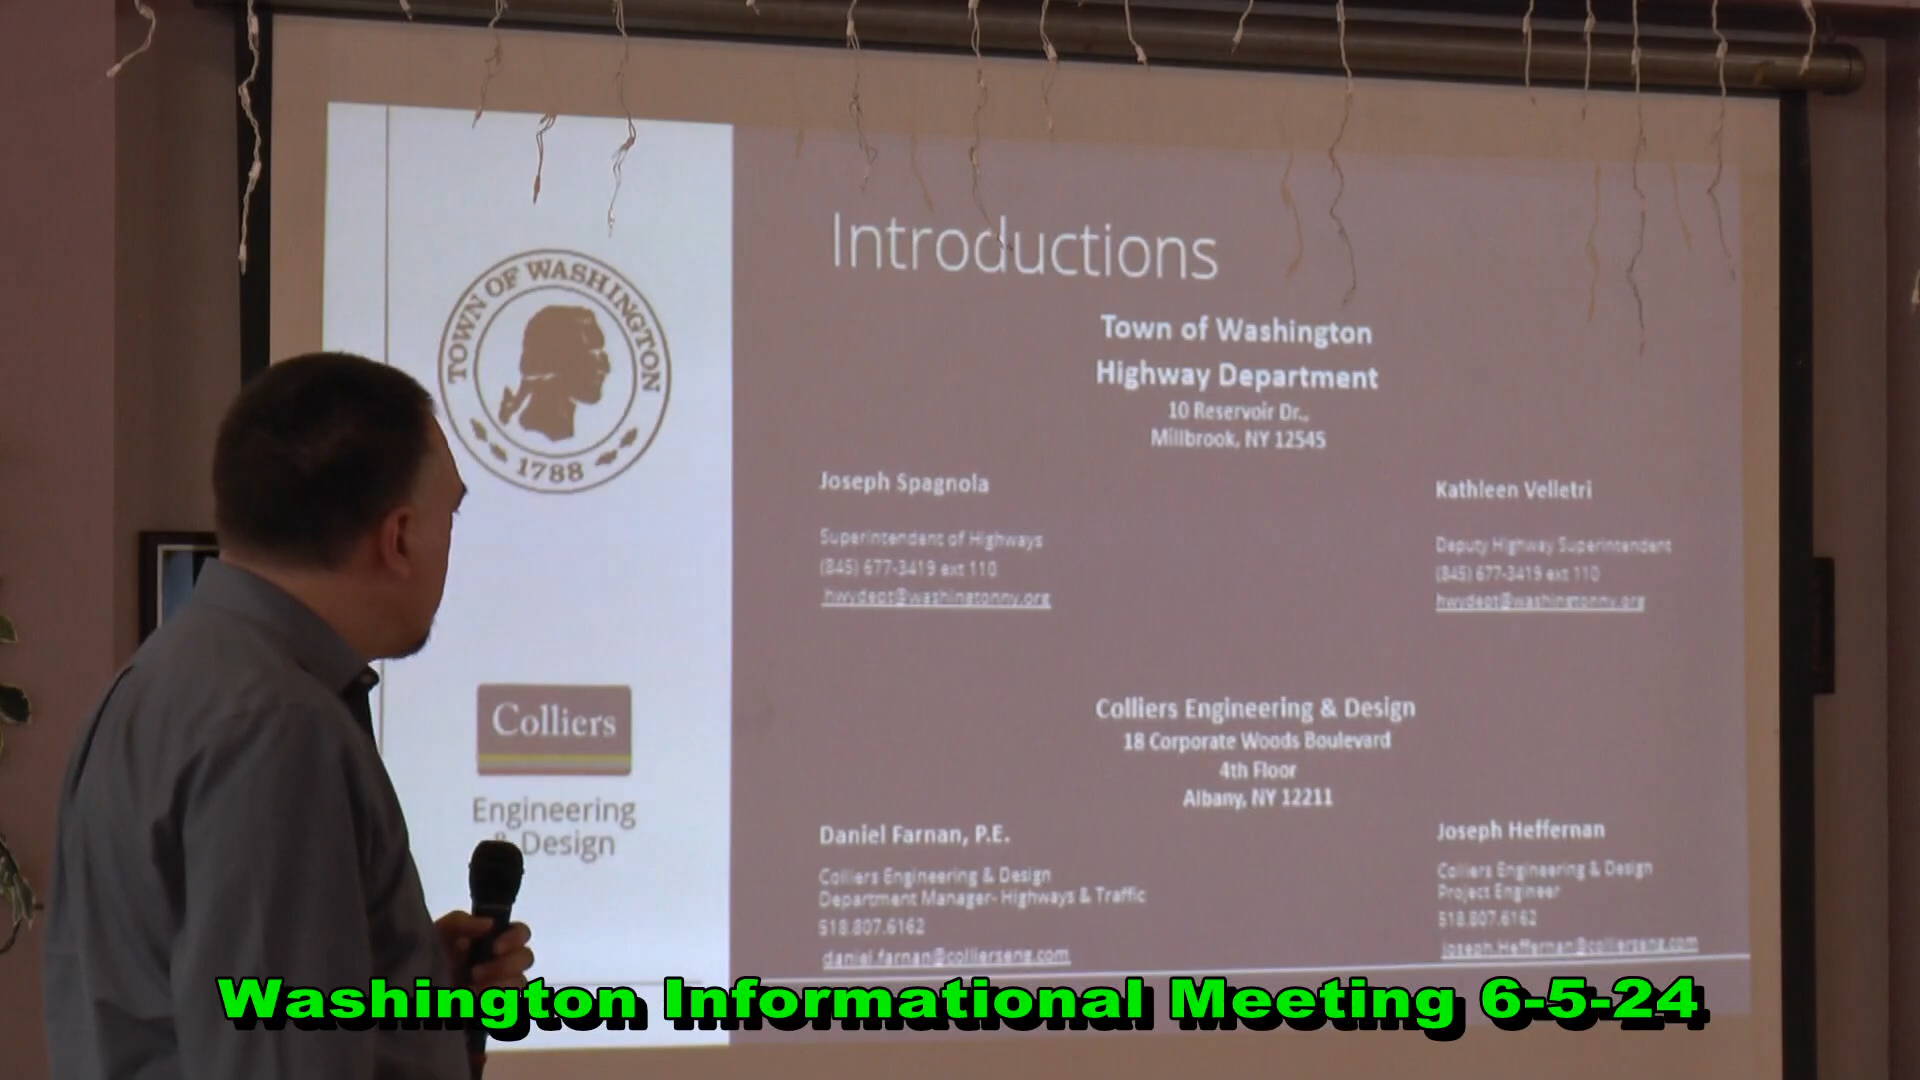 TOWN OF WASHINGTON
1788
Colliers
Engineering
& Design
Introductions
Town of Washington
Highway Department
10 Reservoir Dr.,
Millbrook, NY 12545
Joseph Spagnola
Superintendent of Highways
(845) 677-3419 ext 110
hwydept@washingtonny.org
Kathleen Velletri
Deputy Highway Superintendent
(845) 677-3419 ext 110
hwydept@washingtonny.org
Colliers Engineering & Design
18 Corporate Woods Boulevard
4th Floor
Albany, NY 12211
Daniel Farnan, P.E.
Colliers Engineering & Design
Department Manager- Highways & Traffic
518.807.6162
daniel.farnan@collierseng.com
Joseph Heffernan
Colliers Engineering & Design
Project Engineer
518.807.6162
joseph.Heffernan@collierseng.com
Washington Informational Meeting 6-5-24